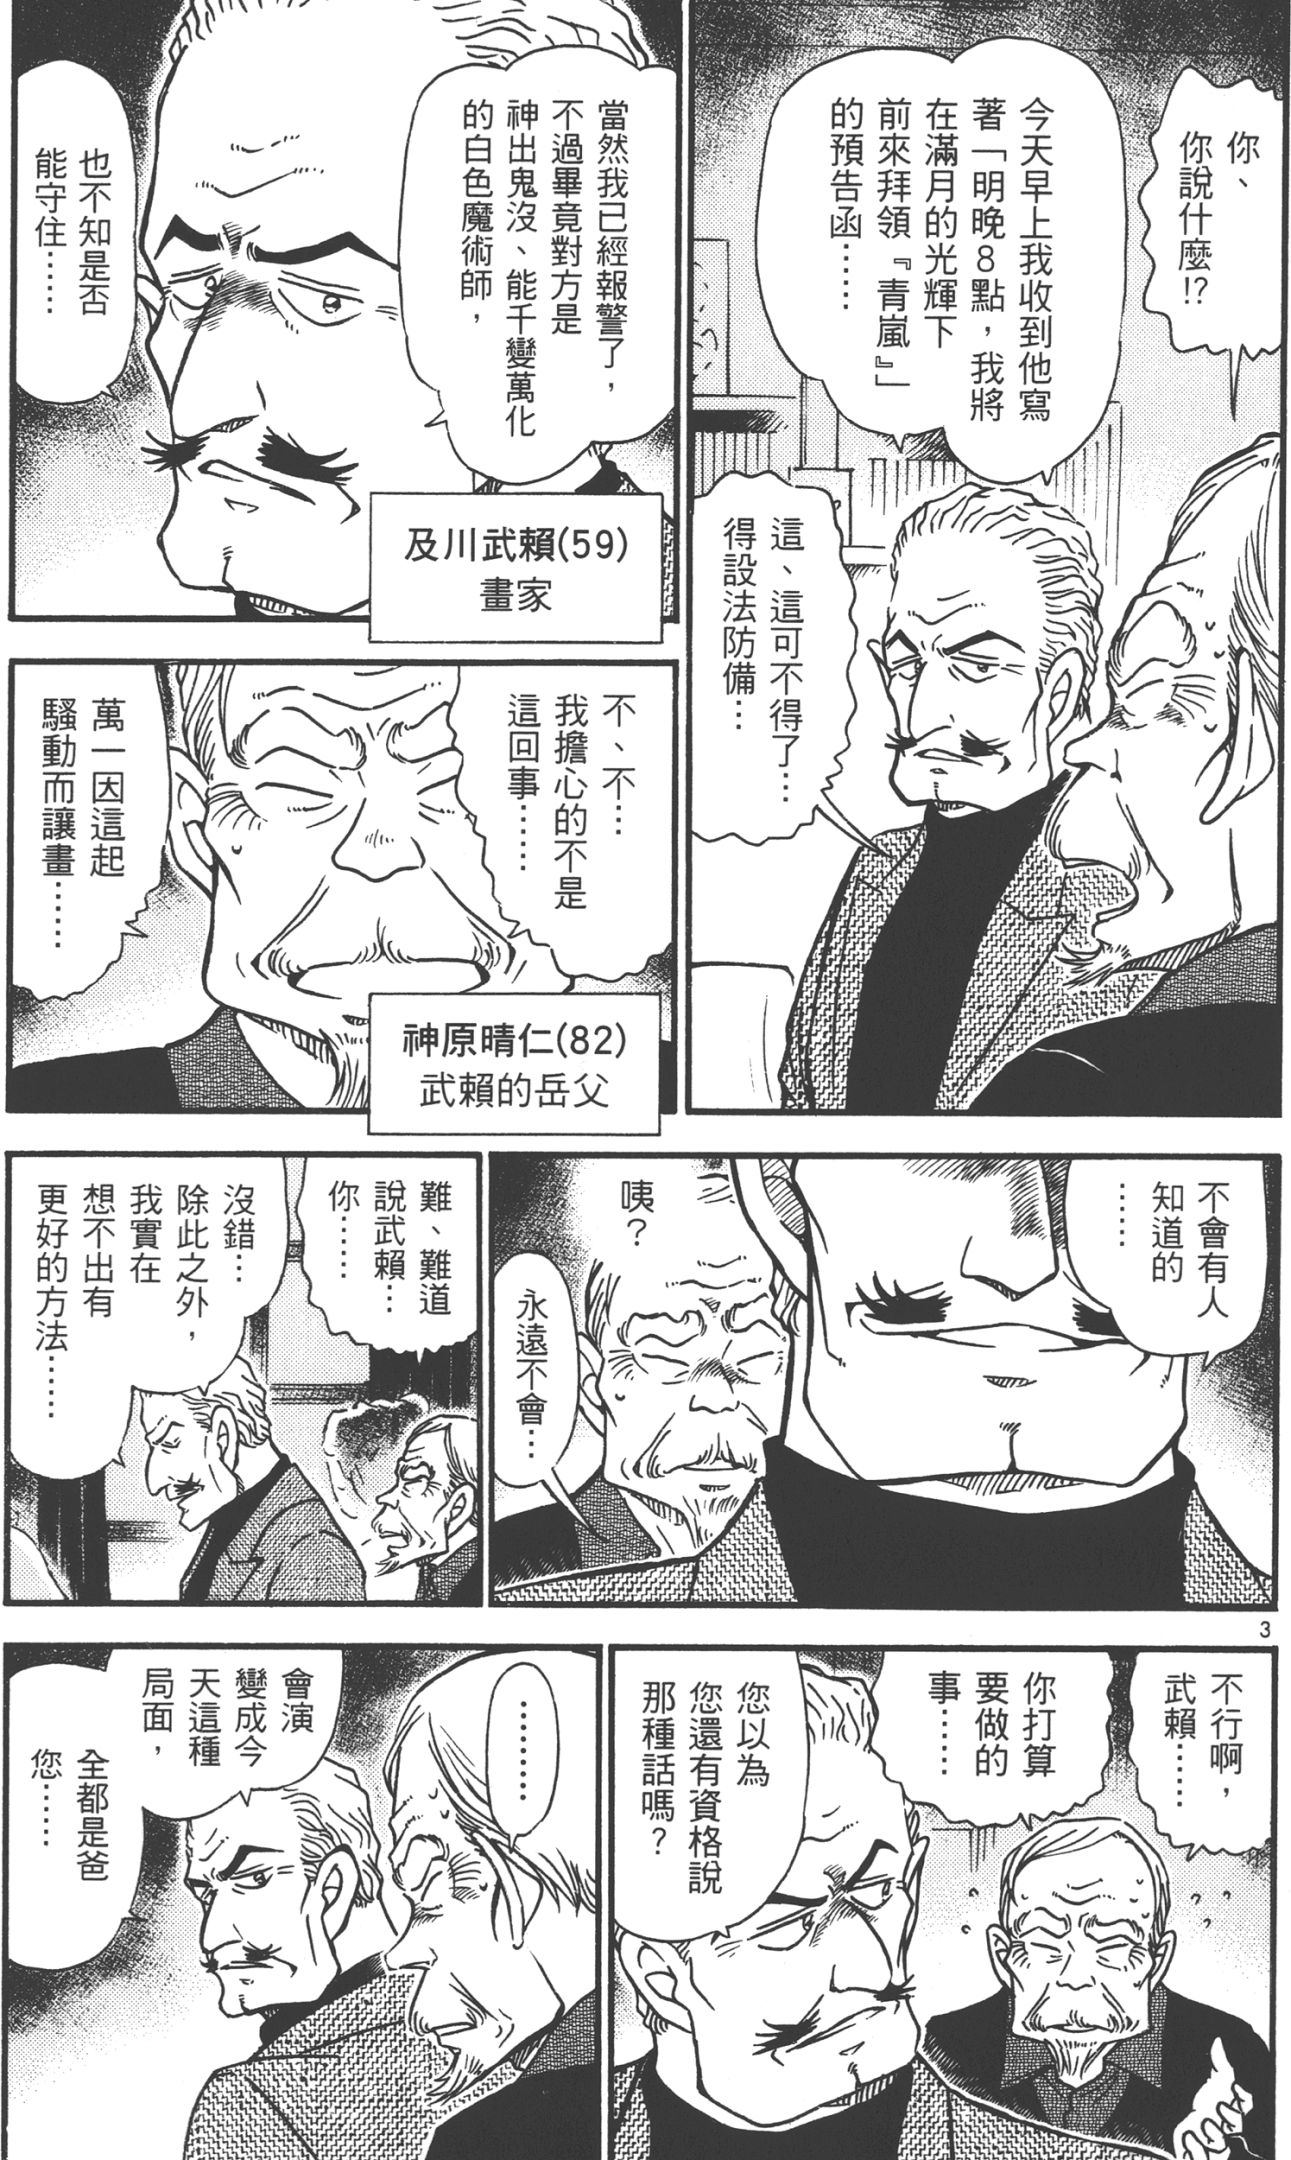 你、
你說什麼!?
今天早上我收到他寫
著「明晚8點，我將
在滿月的光輝下
前來拜領『青嵐』」
的預告函……
這、這可不得了…
得設法防備…
當然我已經報警了，
不過畢竟對方是
神出鬼沒、能千變萬化
的白色魔術師，
也不知是否
能守住……
及川武賴(59)
畫家
不、不…
我擔心的不是
這回事……
萬一因這起
騷動而讓畫……
神原晴仁(82)
武賴的岳父
不會有人
知道的
……
咦？
永遠不會…
難、難道
說武賴…
你……
沒錯…
除此之外，
我實在
想不出有
更好的方法……
3
不行啊，
武賴……
你打算
要做的
事……
您以為
您還有資格說
那種話嗎？
………
會演
變成今
天這種
局面，
全都是爸
您……